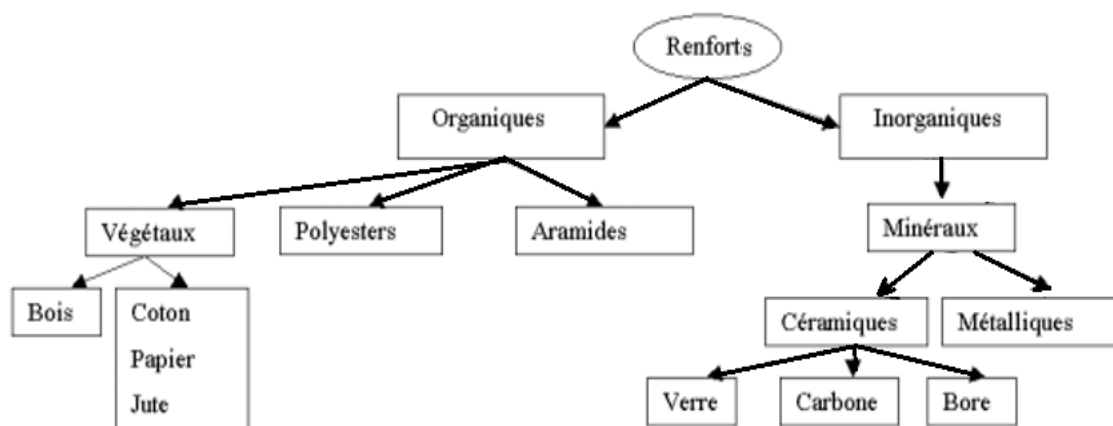 Renforts
Organiques
Inorganiques
Végétaux
Polyesters
Aramides
Minéraux
Bois
Coton
Papier
Jute
Céramiques
Métalliques
Verre
Carbone
Bore